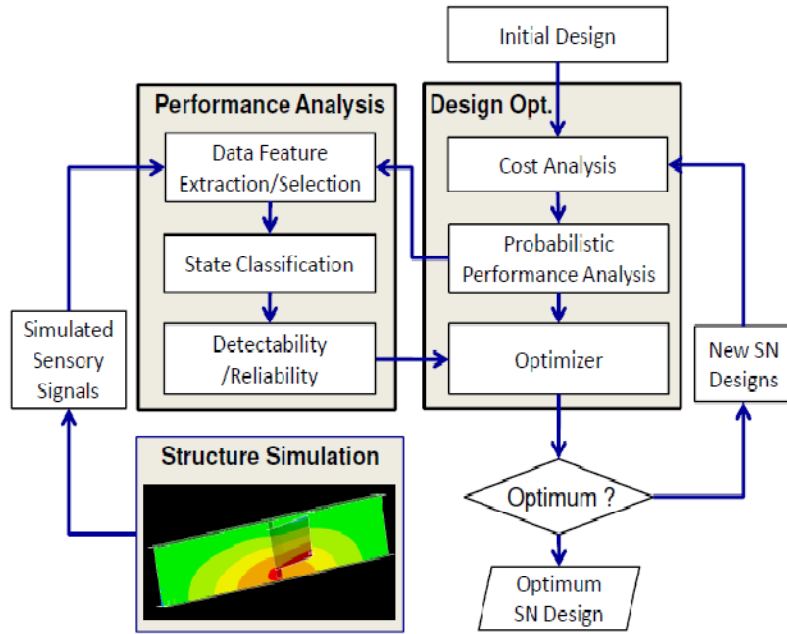 Initial Design
Performance Analysis
Design Opt.
Data Feature
Extraction/Selection
Cost Analysis
State Classification
Probabilistic
Performance Analysis
Simulated
Sensory
Signals
Detectability
/Reliability
Optimizer
New SN
Designs
Structure Simulation
Optimum ?
Optimum
SN Design